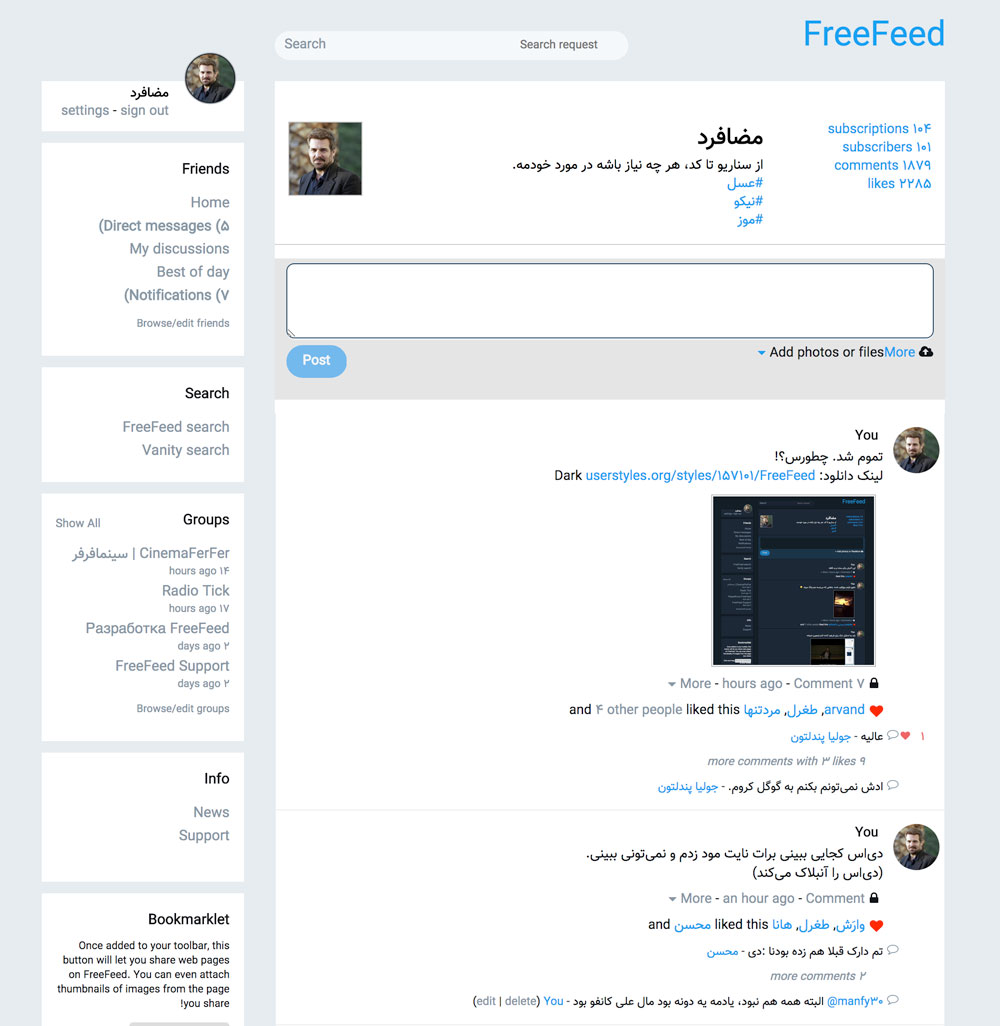 FreeFeed
Search
Search request
مضافرد
settings - sign out
Friends
Home
(Direct messages (۵
My discussions
Best of day
(Notifications (۷
Browse/edit friends
Search
FreeFeed search
Vanity search
Groups
Show All
سینمافرفر | CinemaFerFer
hours ago ۱۴
Radio Tick
hours ago ۱۷
Разработка FreeFeed
days ago ۲
FreeFeed Support
days ago ۲
Browse/edit groups
Info
News
Support
Bookmarklet
Once added to your toolbar, this
button will let you share web pages
on FreeFeed. You can even attach
thumbnails of images from the page
!you share
مضافرد
از سناریو تا کد، هر چه نیاز باشه در مورد خودمه.
#عسل
#نیکو
#موز
subscriptions ۱۰۴
subscribers ۱۰۱
comments ۱۸۷۹
likes ۲۲۸۵
Post
Add photos or files More
You
تموم شد. چطورس؟!
لینک دانلود: Dark userstyles.org/styles/۱۵۷۱۰۱/FreeFeed
FreeFeed
More - hours ago - Comment ۷
and ۴ other people liked this مردتنها ,طغرل ,arvand
۱
عالیه - جولیا پندلتون
more comments with ۳ likes ۹
ادش نمی‌تونم بکنم به گوگل کروم. - جولیا پندلتون
You
دی‌اس کجایی ببینی برات نایت مود زدم و نمی‌تونی ببینی.
(دی‌اس را آنبلاک می‌کند)
More - an hour ago - Comment
and محسن liked this هانا ,طغرل ,وازش
تم دارک قبلا هم زده بودنا :دی - محسن
more comments ۲
@manfy۳۰ البته همه هم نبود، یادمه یه دونه بود مال علی کانفو بود - You (edit | delete)